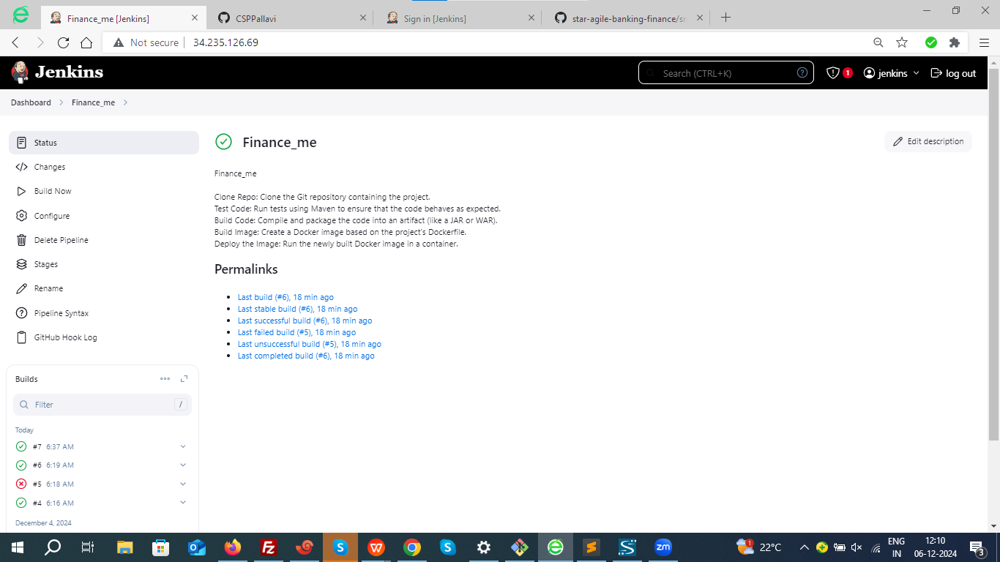 Finance_me [Jenkins]
CSPPallavi
Sign in [Jenkins]
star-agile-banking-finance/sr
Not secure
34.235.126.69
Jenkins
Search (CTRL+K)
?
1
jenkins
log out
Dashboard
Finance_me
Status
Changes
Build Now
Configure
Delete Pipeline
Stages
Rename
Pipeline Syntax
GitHub Hook Log
Finance_me
Edit description
Finance_me
Clone Repo: Clone the Git repository containing the project.
Test Code: Run tests using Maven to ensure that the code behaves as expected.
Build Code: Compile and package the code into an artifact (like a JAR or WAR).
Build Image: Create a Docker image based on the project's Dockerfile.
Deploy the Image: Run the newly built Docker image in a container.
Permalinks
Last build (#6), 18 min ago
Last stable build (#6), 18 min ago
Last successful build (#6), 18 min ago
Last failed build (#5), 18 min ago
Last unsuccessful build (#5), 18 min ago
Last completed build (#6), 18 min ago
Builds
Filter
/
Today
#7 6:37 AM
#6 6:19 AM
#5 6:18 AM
#4 6:16 AM
December 4, 2024
22°C
ENG
IN
12:10
06-12-2024
3